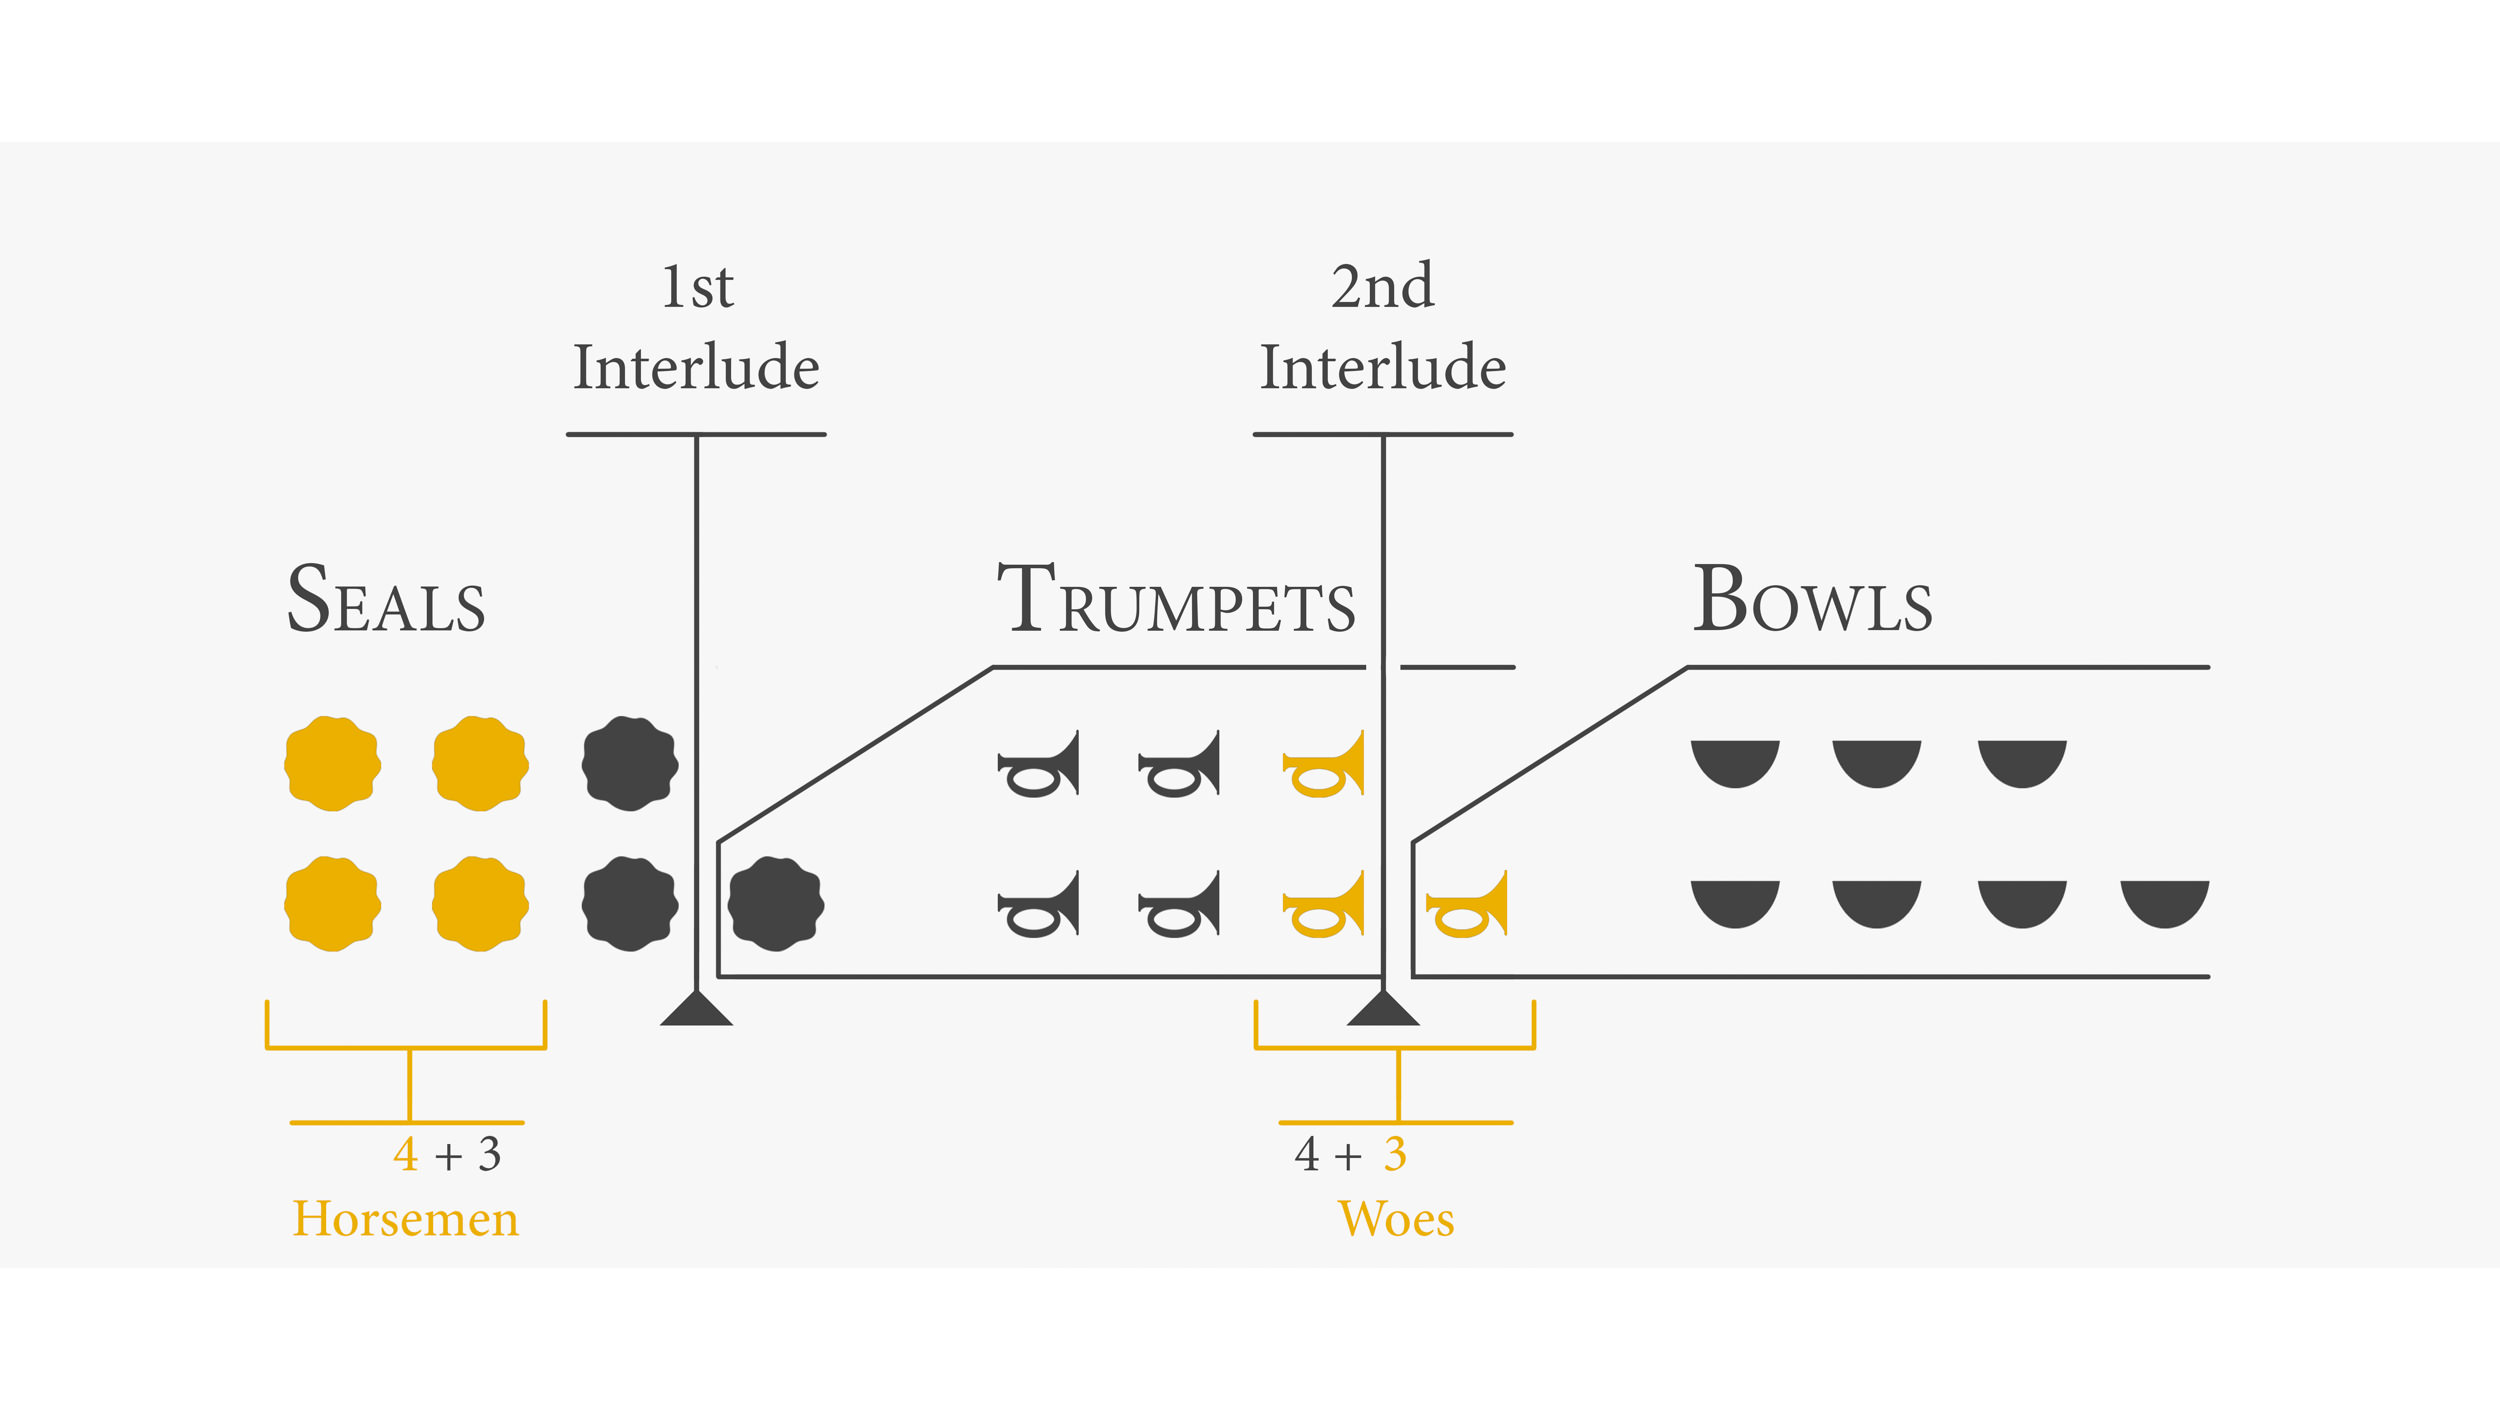 1st
Interlude
2nd
Interlude
Seals
Trumpets
Bowls
4 + 3
Horsemen
4 + 3
Woes